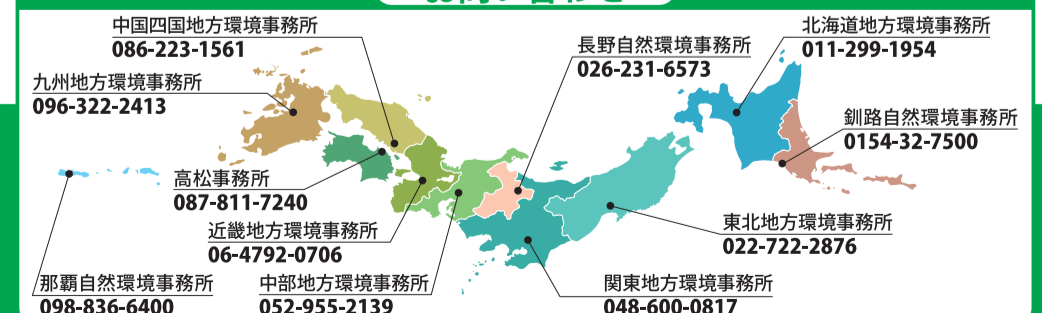 お問い合わせ
中国四国地方環境事務所
086-223-1561
九州地方環境事務所
096-322-2413
長野自然環境事務所
026-231-6573
北海道地方環境事務所
011-299-1954
釧路自然環境事務所
0154-32-7500
高松事務所
087-811-7240
近畿地方環境事務所
06-4792-0706
東北地方環境事務所
022-722-2876
那覇自然環境事務所
098-836-6400
中部地方環境事務所
052-955-2139
関東地方環境事務所
048-600-0817